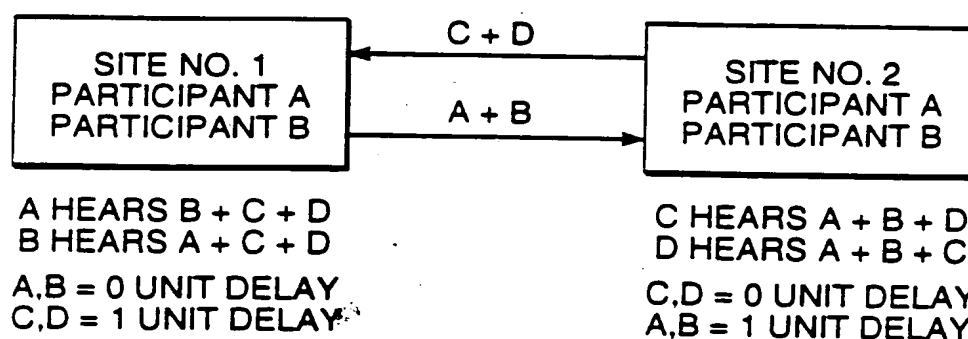 SITE NO. 1
PARTICIPANT A
PARTICIPANT B
C + D
A + B
SITE NO. 2
PARTICIPANT A
PARTICIPANT B
A HEARS B + C + D
B HEARS A + C + D
A,B = 0 UNIT DELAY
C,D = 1 UNIT DELAY
C HEARS A + B + D
D HEARS A + B + C
C,D = 0 UNIT DELAY
A,B = 1 UNIT DELAY